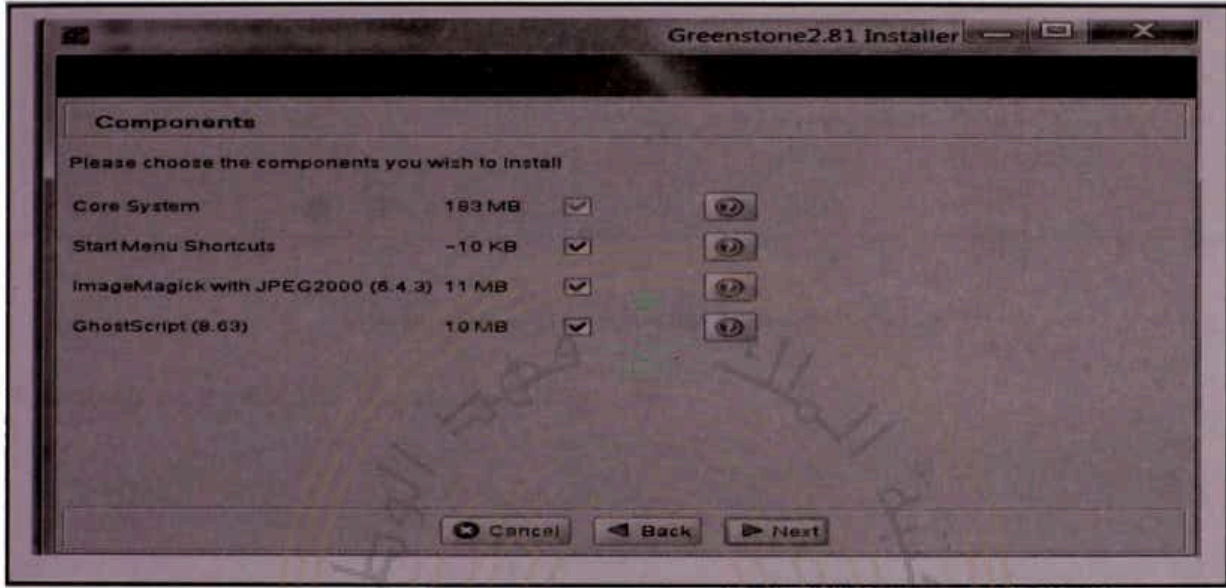 Greenstone2.81 Installer
Components
Please choose the components you wish to install
Core System 183 MB
Start Menu Shortcuts ~10 KB
ImageMagick with JPEG2000 (6.4.3) 11 MB
GhostScript (8.63) 10 MB
Cancel Back Next